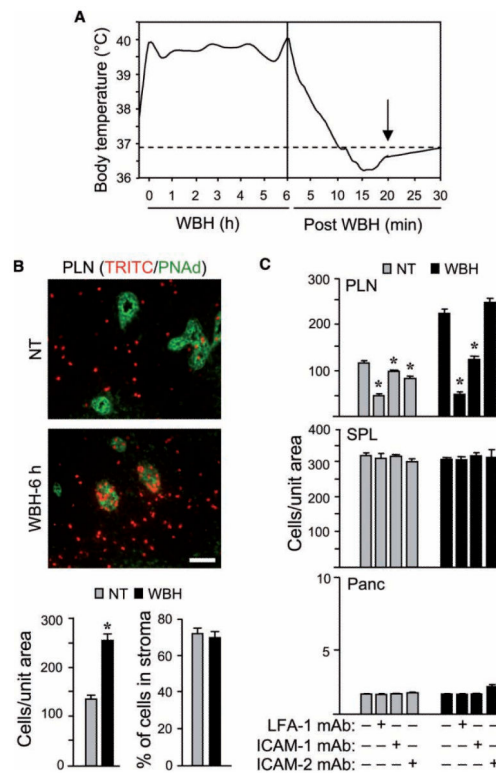 A
Body temperature (°C)
40
39
38
37
36
0 1 2 3 4 5 6 5 10 20 30
WBH (h) Post WBH (min)
B
PLN (TRITC/PNAd)
NT
WBH-6 h
NT WBH
Cells/unit area
300
200
100
0
% of cells in stroma
80
60
40
20
0
*
C
NT WBH
Cells/unit area
PLN
300
200
100
0
* * * * *
SPL
400
300
200
100
0
Panc
10
5
0
LFA-1 mAb: – + – – – + – –
ICAM-1 mAb: – – + – – – + –
ICAM-2 mAb: – – – + – – – +